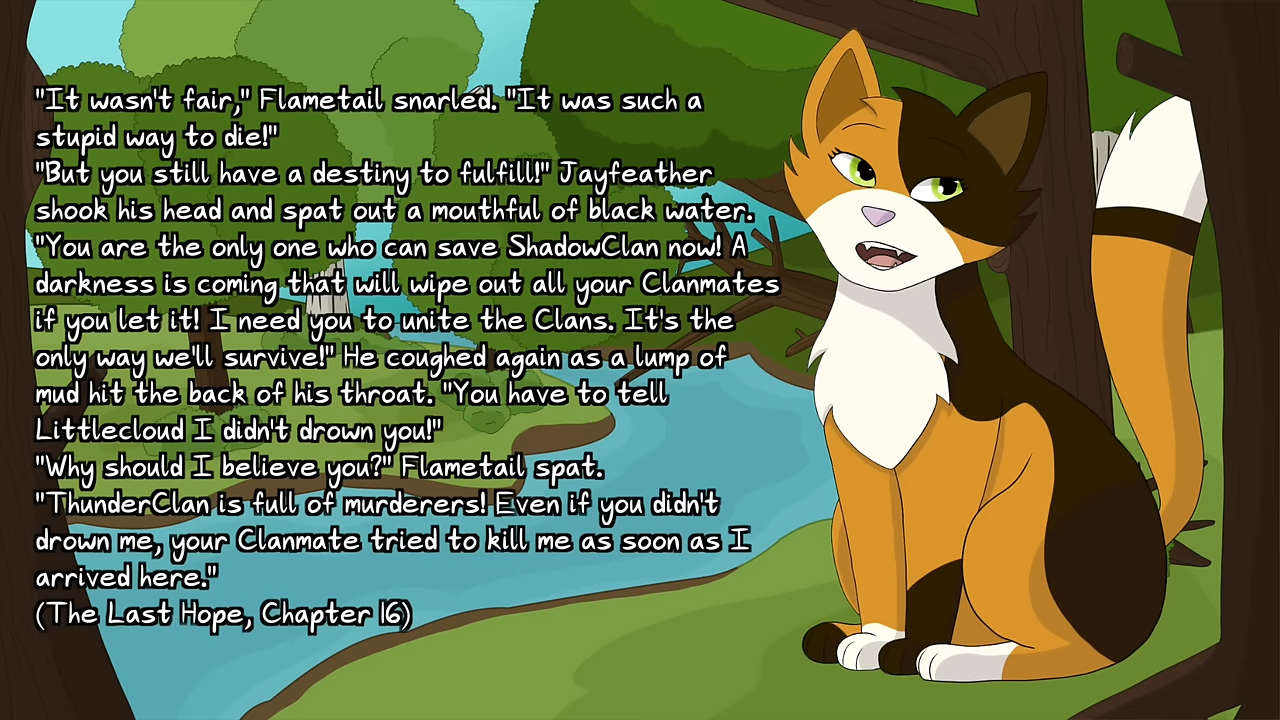 "It wasn't fair," Flametail snarled. "It was such a
stupid way to die!"
"But you still have a destiny to fulfill!" Jayfeather
shook his head and spat out a mouthful of black water.
"You are the only one who can save ShadowClan now! A
darkness is coming that will wipe out all your Clanmates
if you let it! I need you to unite the Clans. It's the
only way we'll survive!" He coughed again as a lump of
mud hit the back of his throat. "You have to tell
Littlecloud I didn't drown you!"
"Why should I believe you?" Flametail spat.
"ThunderClan is full of murderers! Even if you didn't
drown me, your Clanmate tried to kill me as soon as I
arrived here."
(The Last Hope, Chapter 16)